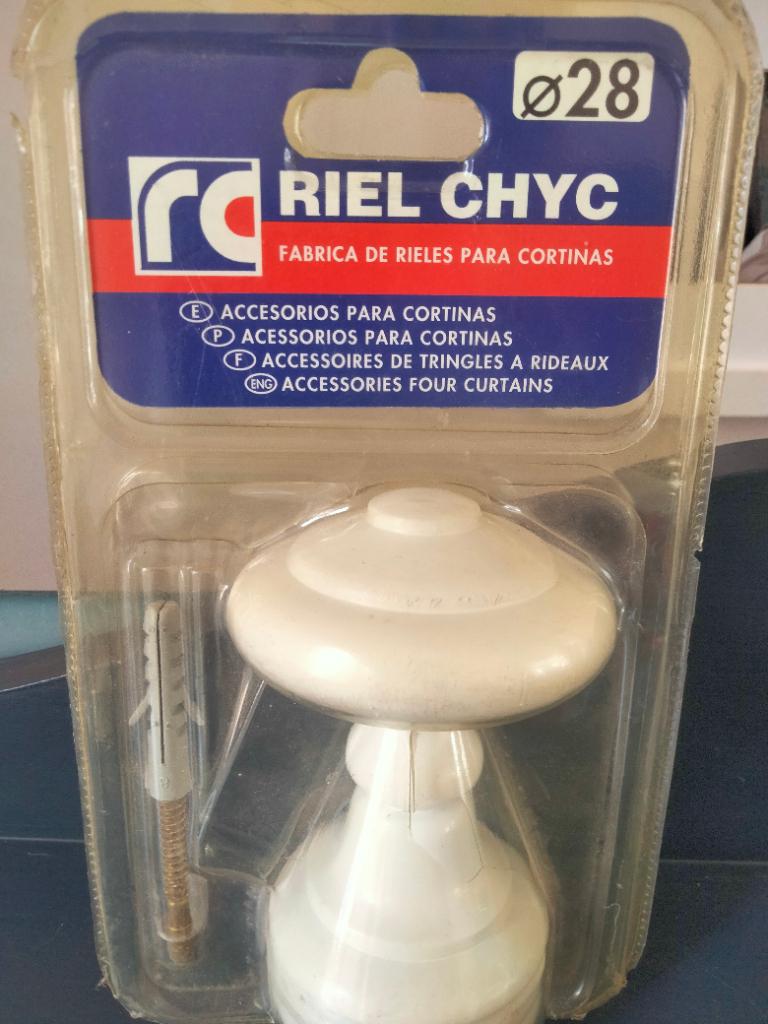 ø28
rc RIEL CHYC
FABRICA DE RIELES PARA CORTINAS
E ACCESORIOS PARA CORTINAS
P ACESSORIOS PARA CORTINAS
F ACCESSOIRES DE TRINGLES A RIDEAUX
ENG ACCESSORIES FOUR CURTAINS